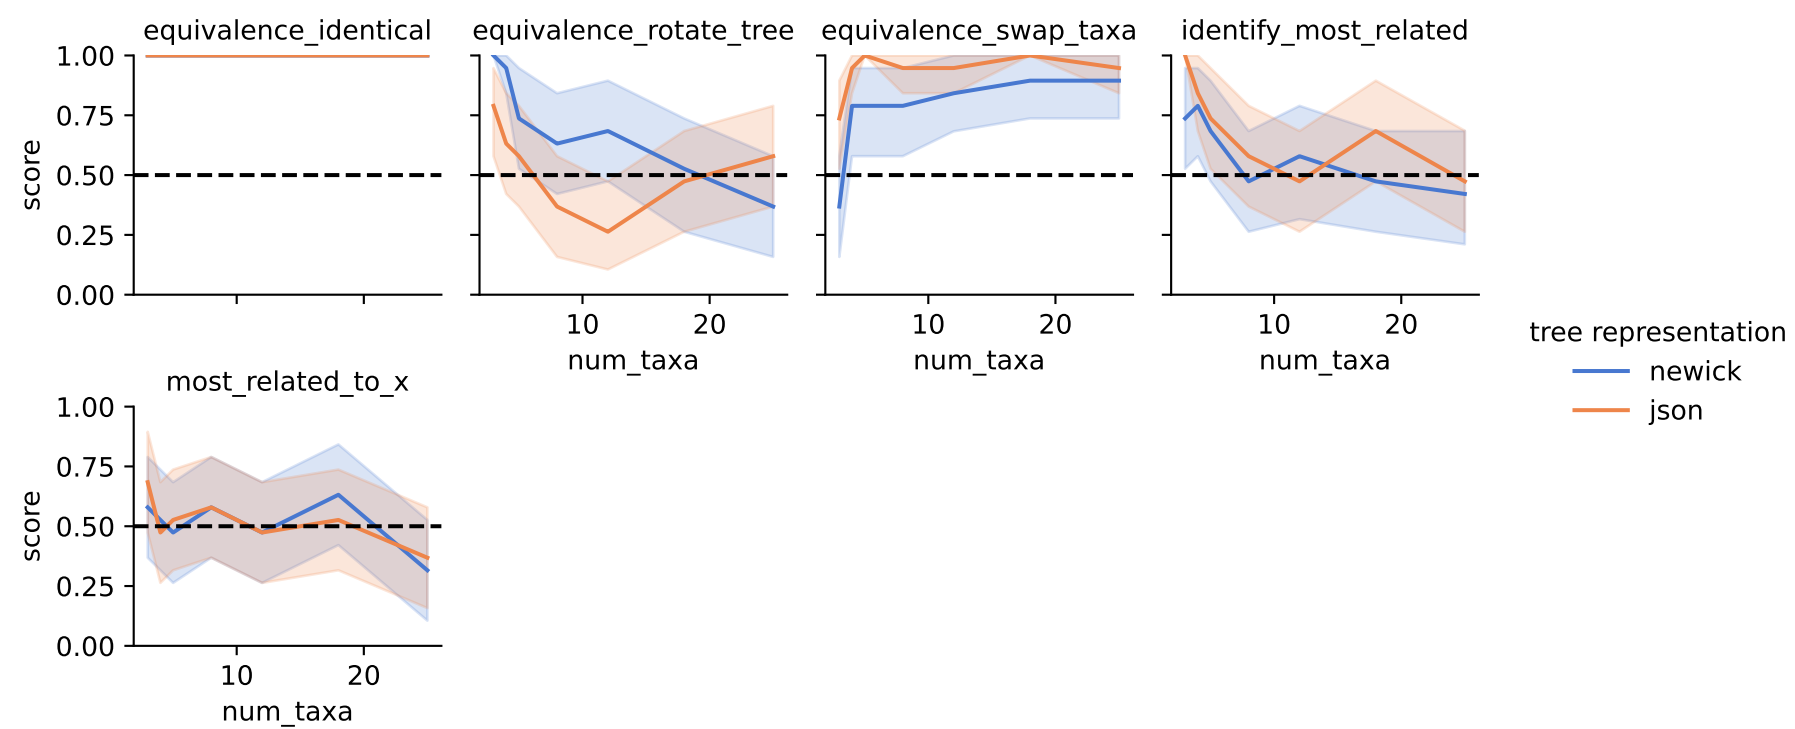 equivalence_identical
equivalence_rotate_tree
equivalence_swap_taxa
identify_most_related
score
1.00
0.75
0.50
0.25
0.00
10
20
num_taxa
10
20
num_taxa
10
20
num_taxa
tree representation
newick
json
most_related_to_x
score
1.00
0.75
0.50
0.25
0.00
10
20
num_taxa